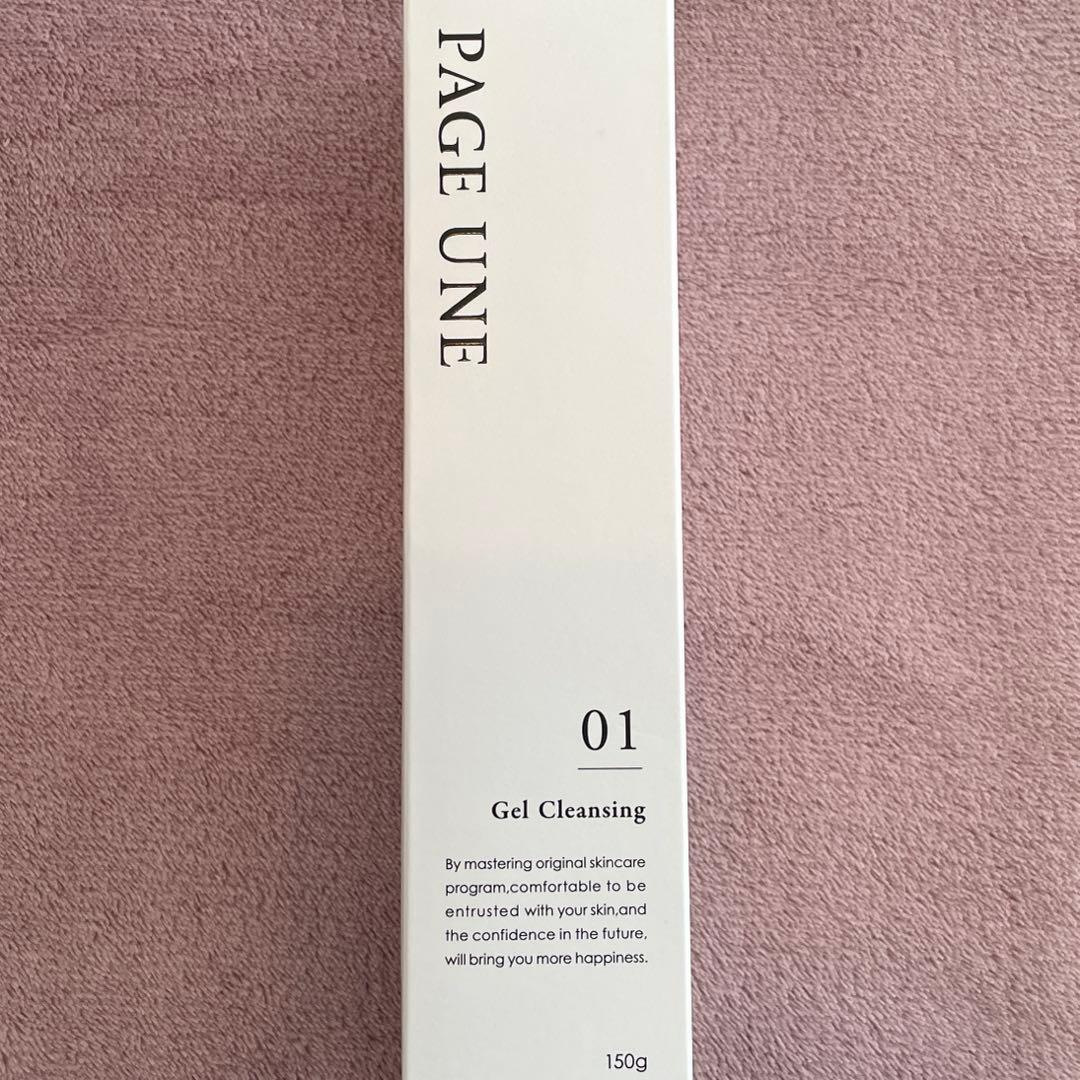 PAGE UNE
01
Gel Cleansing
By mastering original skincare
program,comfortable to be
entrusted with your skin,and
the confidence in the future,
will bring you more happiness.
150g